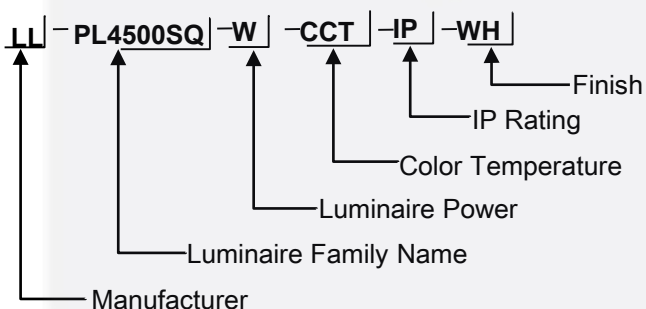 LL - PL4500SQ - W - CCT - IP - WH
Finish
IP Rating
Color Temperature
Luminaire Power
Luminaire Family Name
Manufacturer